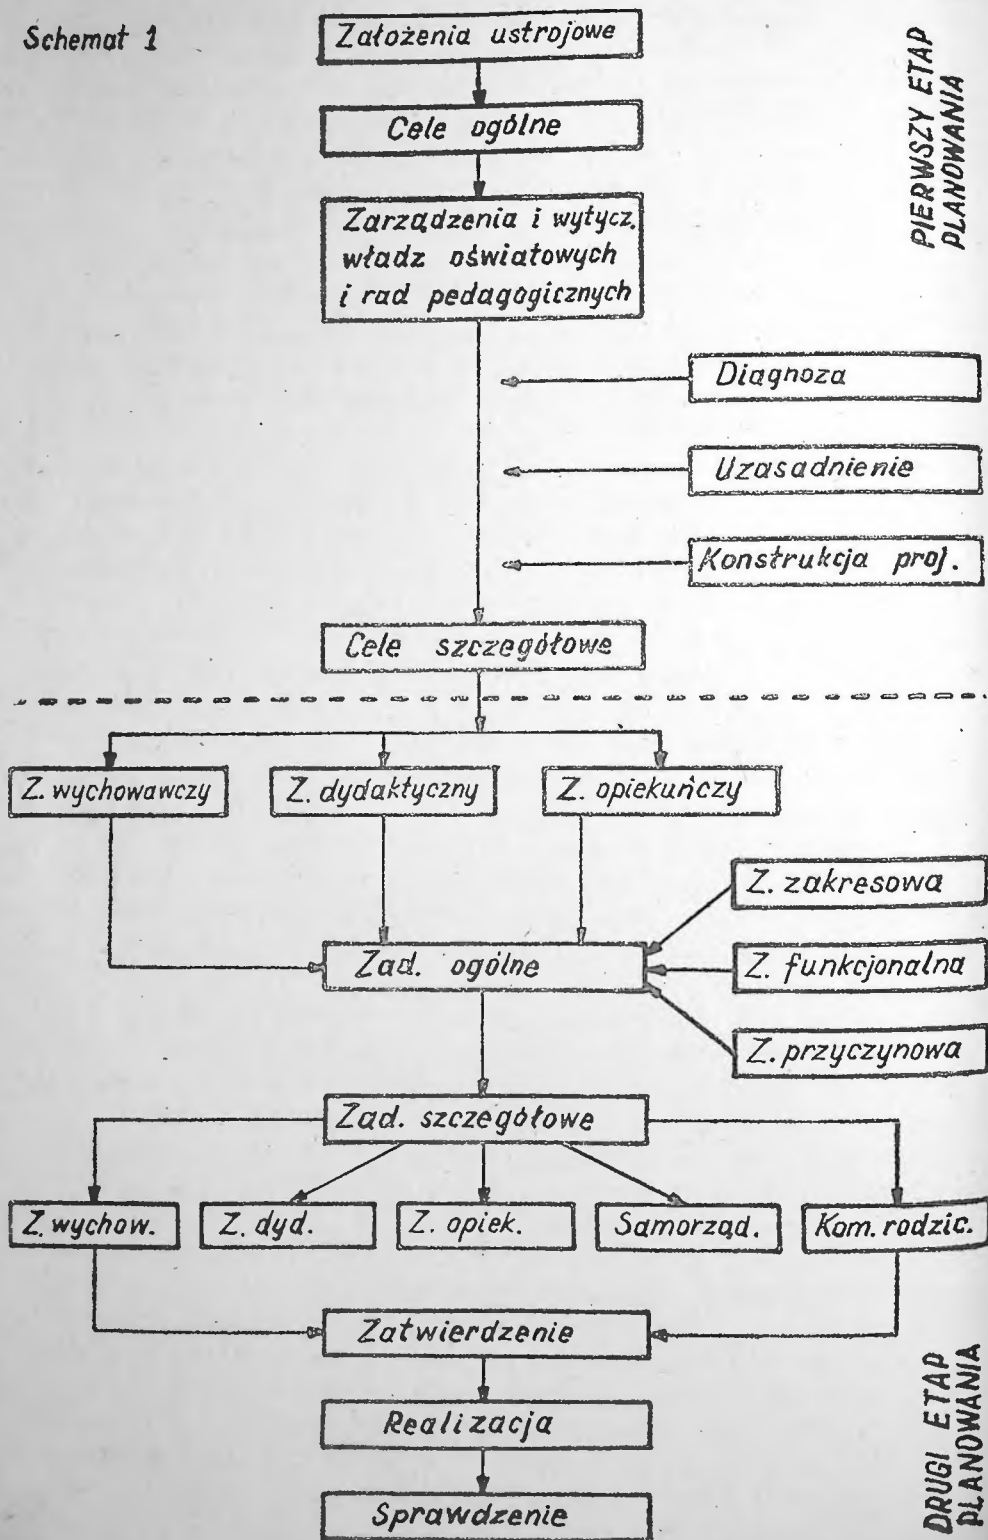 Schemat 1
Założenia ustrojowe
PIERWSZY ETAP
PLANOWANIA
Cele ogólne
Zarządzenia i wytycz.
władz oświatowych
i rad pedagogicznych
Diagnoza
Uzasadnienie
Konstrukcja proj.
Cele szczegółowe
Z. wychowawczy
Z. dydaktyczny
Z. opiekuńczy
Z. zakresowa
Zad. ogólne
Z. funkcjonalna
Z. przyczynowa
Zad. szczegółowe
Z. wychow.
Z. dyd.
Z. opiek.
Samorząd.
Kom. rodzic.
Zatwierdzenie
Realizacja
Sprawdzenie
DRUGI ETAP
PLANOWANIA